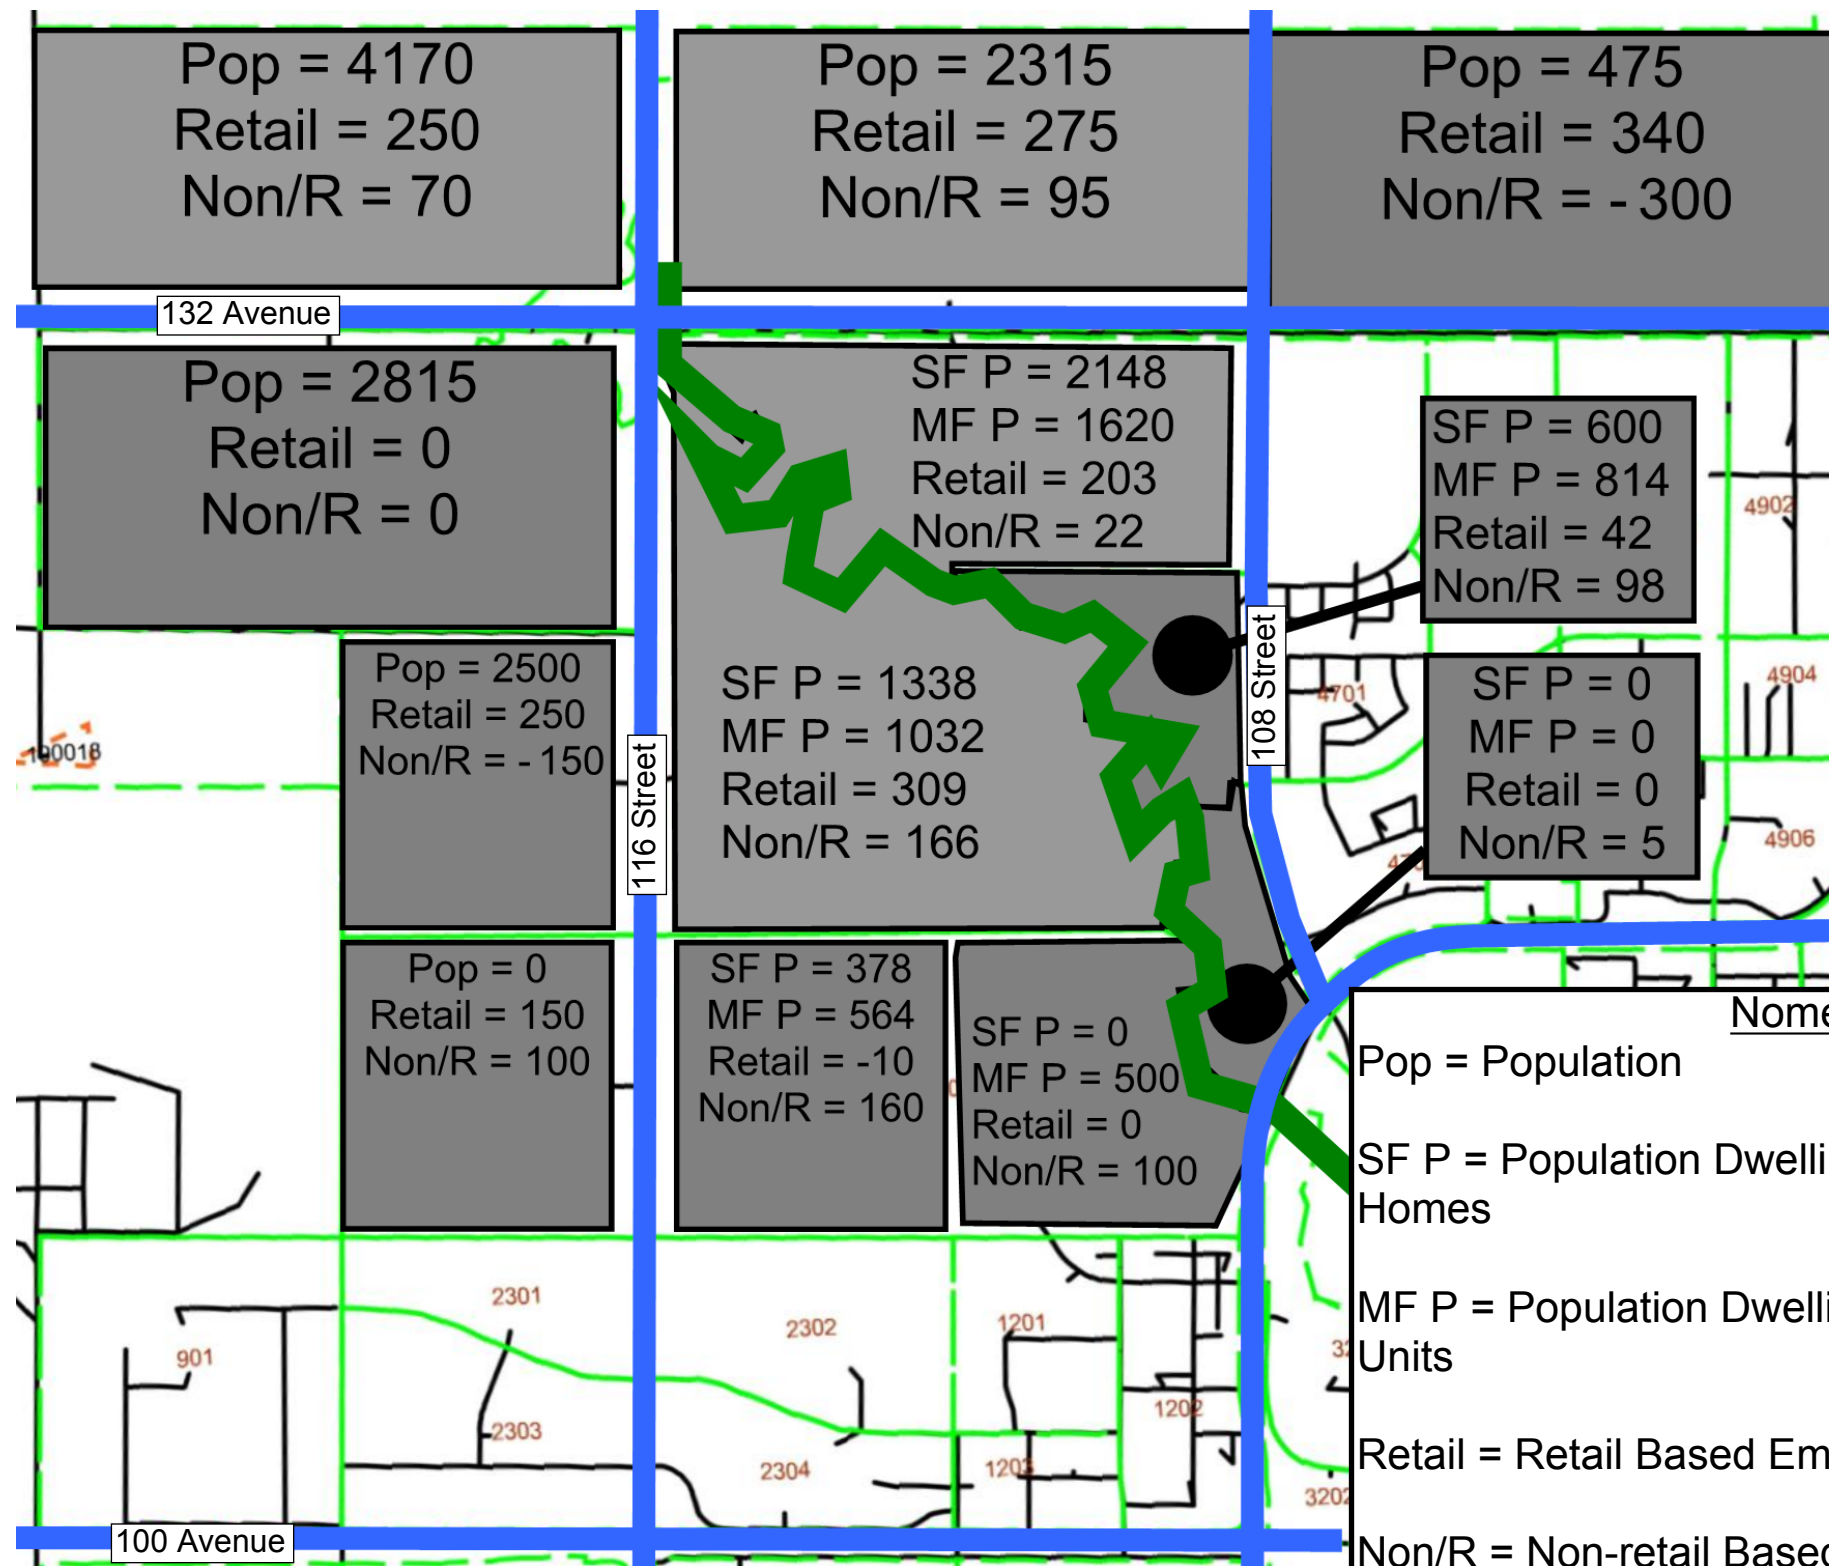 Pop = 4170
Retail = 250
Non/R = 70
Pop = 2315
Retail = 275
Non/R = 95
Pop = 475
Retail = 340
Non/R = - 300
132 Avenue
Pop = 2815
Retail = 0
Non/R = 0
SF P = 2148
MF P = 1620
Retail = 203
Non/R = 22
SF P = 600
MF P = 814
Retail = 42
Non/R = 98
4902
Pop = 2500
Retail = 250
Non/R = - 150
SF P = 1338
MF P = 1032
Retail = 309
Non/R = 166
108 Street
116 Street
4701
SF P = 0
MF P = 0
Retail = 0
Non/R = 5
4904
4906
Pop = 0
Retail = 150
Non/R = 100
SF P = 378
MF P = 564
Retail = -10
Non/R = 160
SF P = 0
MF P = 500
Retail = 0
Non/R = 100
Nome
Pop = Population
SF P = Population Dwelli
Homes
MF P = Population Dwelli
Units
Retail = Retail Based Em
Non/R = Non-retail Based
2301
2302
1201
901
1202
2303
2304
1203
3202
100 Avenue